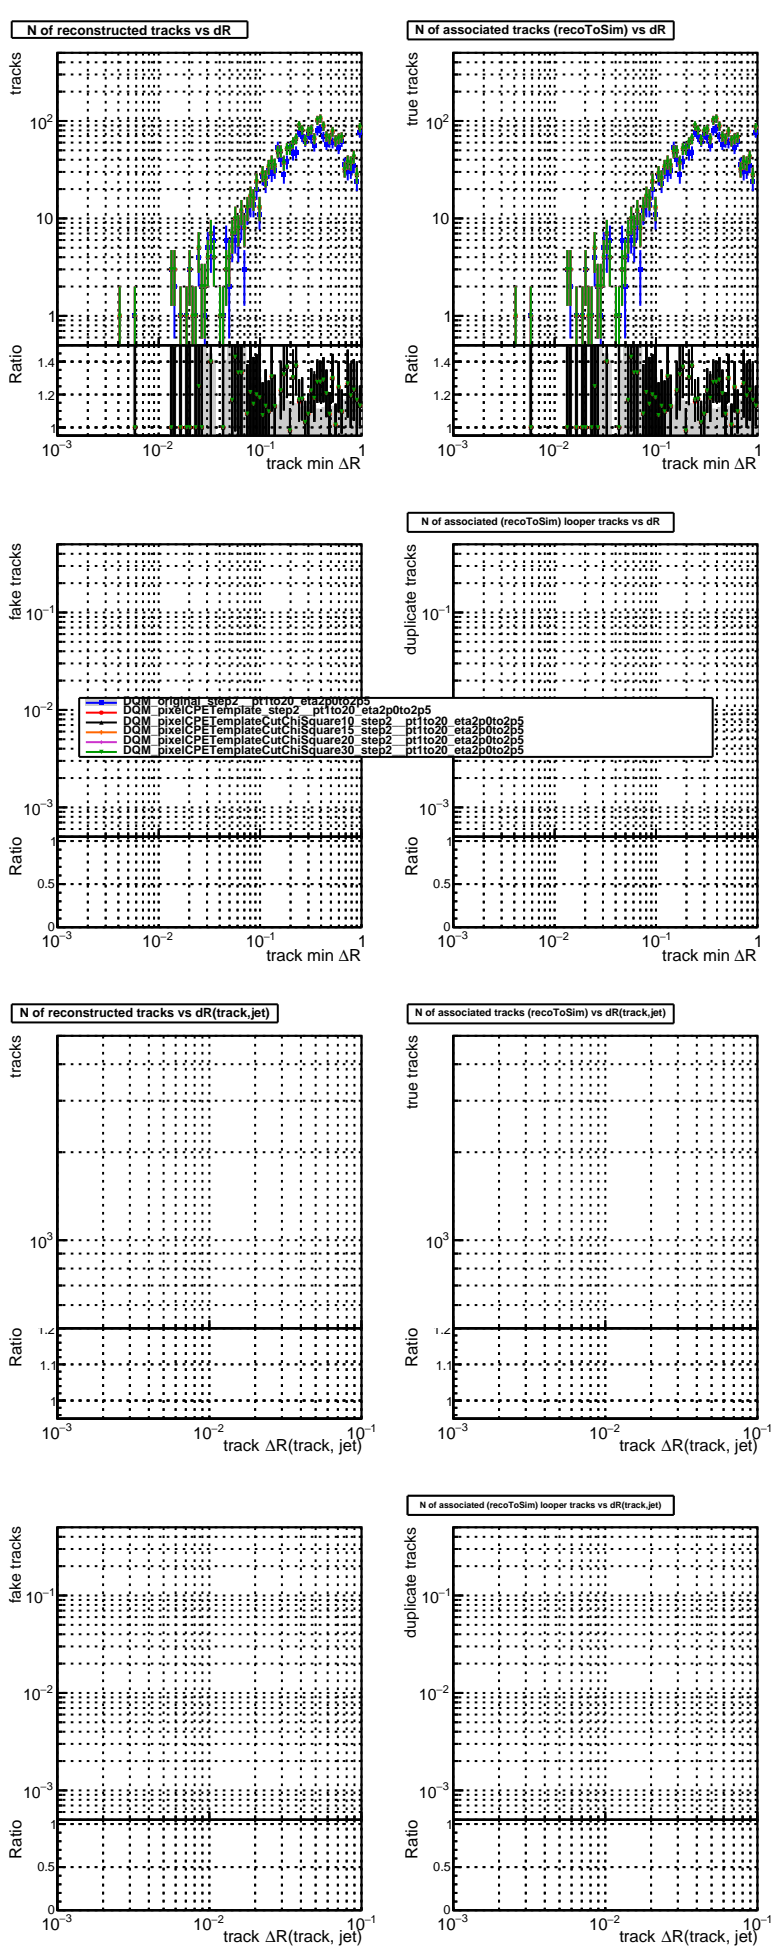 N of reconstructed tracks vs dR
N of associated tracks (recoToSim) vs dR
tracks
10²
10
1
Ratio
1.4
1.2
1
10⁻³ 10⁻² 10⁻¹ 1
track min ΔR
true tracks
10²
10
1
Ratio
1.4
1.2
1
10⁻³ 10⁻² 10⁻¹ 1
track min ΔR
N of associated (recoToSim) looper tracks vs dR
fake tracks
10⁻¹
10⁻²
10⁻³
Ratio
1
0.5
0
10⁻³ 10⁻² 10⁻¹ 1
track min ΔR
duplicate tracks
10⁻¹
10⁻³
Ratio
1
0.5
0
10⁻³ 10⁻² 10⁻¹ 1
track min ΔR
DQM_original_step2__pt1to20_eta2p0to2p5
DQM_pixelCPETemplate_step2__pt1to20_eta2p0to2p5
DQM_pixelCPETemplateCutChiSquare10_step2__pt1to20_eta2p0to2p5
DQM_pixelCPETemplateCutChiSquare15_step2__pt1to20_eta2p0to2p5
DQM_pixelCPETemplateCutChiSquare20_step2__pt1to20_eta2p0to2p5
DQM_pixelCPETemplateCutChiSquare30_step2__pt1to20_eta2p0to2p5
N of reconstructed tracks vs dR(track,jet)
N of associated tracks (recoToSim) vs dR(track,jet)
tracks
10³
Ratio
1.2
1.1
1
10⁻³ 10⁻² 10⁻¹
track ΔR(track, jet)
true tracks
10³
Ratio
1.2
1.1
1
10⁻³ 10⁻² 10⁻¹
track ΔR(track, jet)
N of associated (recoToSim) looper tracks vs dR(track,jet)
fake tracks
10⁻¹
10⁻²
10⁻³
Ratio
1
0.5
0
10⁻³ 10⁻² 10⁻¹
track ΔR(track, jet)
duplicate tracks
10⁻¹
10⁻²
10⁻³
Ratio
1
0.5
0
10⁻³ 10⁻² 10⁻¹
track ΔR(track, jet)